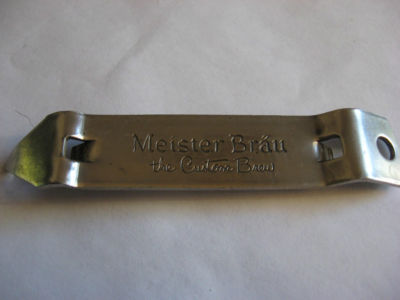 Meister Bräu
the Custom Brew